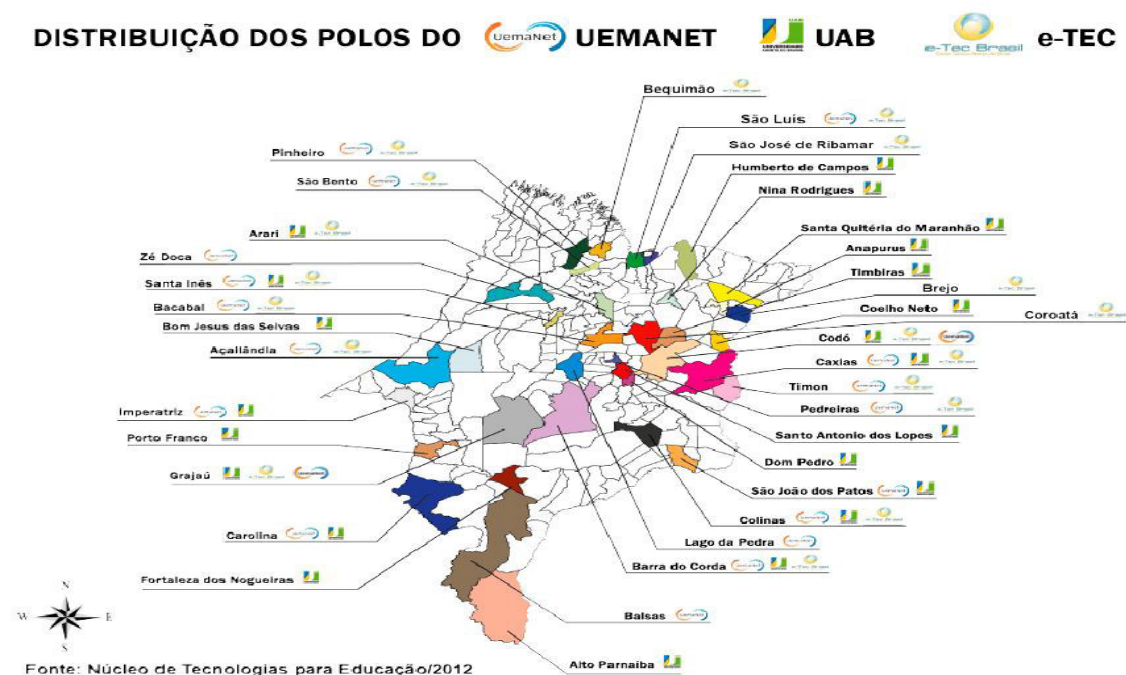 DISTRIBUIÇÃO DOS POLOS DO UemaNet UEMANET UAB e-Tec Brasil e-TEC
Bequimão
São Luís
São José de Ribamar
Humberto de Campos
Nina Rodrigues
Pinheiro
São Bento
Arari
Zé Doca
Santa Inês
Bacabal
Bom Jesus das Selvas
Açailândia
Santa Quitéria do Maranhão
Anapurus
Timbiras
Brejo
Coelho Neto
Coroatá
Codó
Caxias
Timon
Pedreiras
Santo Antonio dos Lopes
Dom Pedro
São João dos Patos
Colinas
Lago da Pedra
Barra do Corda
Imperatriz
Porto Franco
Grajaú
Carolina
Fortaleza dos Nogueiras
Balsas
Alto Parnaíba
N
W E
S
Fonte: Núcleo de Tecnologias para Educação/2012